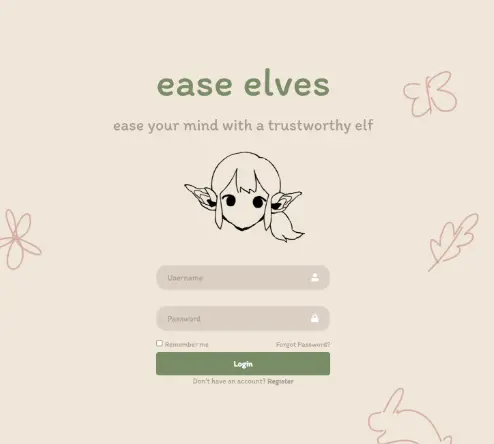 ease elves
ease your mind with a trustworthy elf
Username
Password
Remember me Forgot Password?
Login
Don't have an account? Register